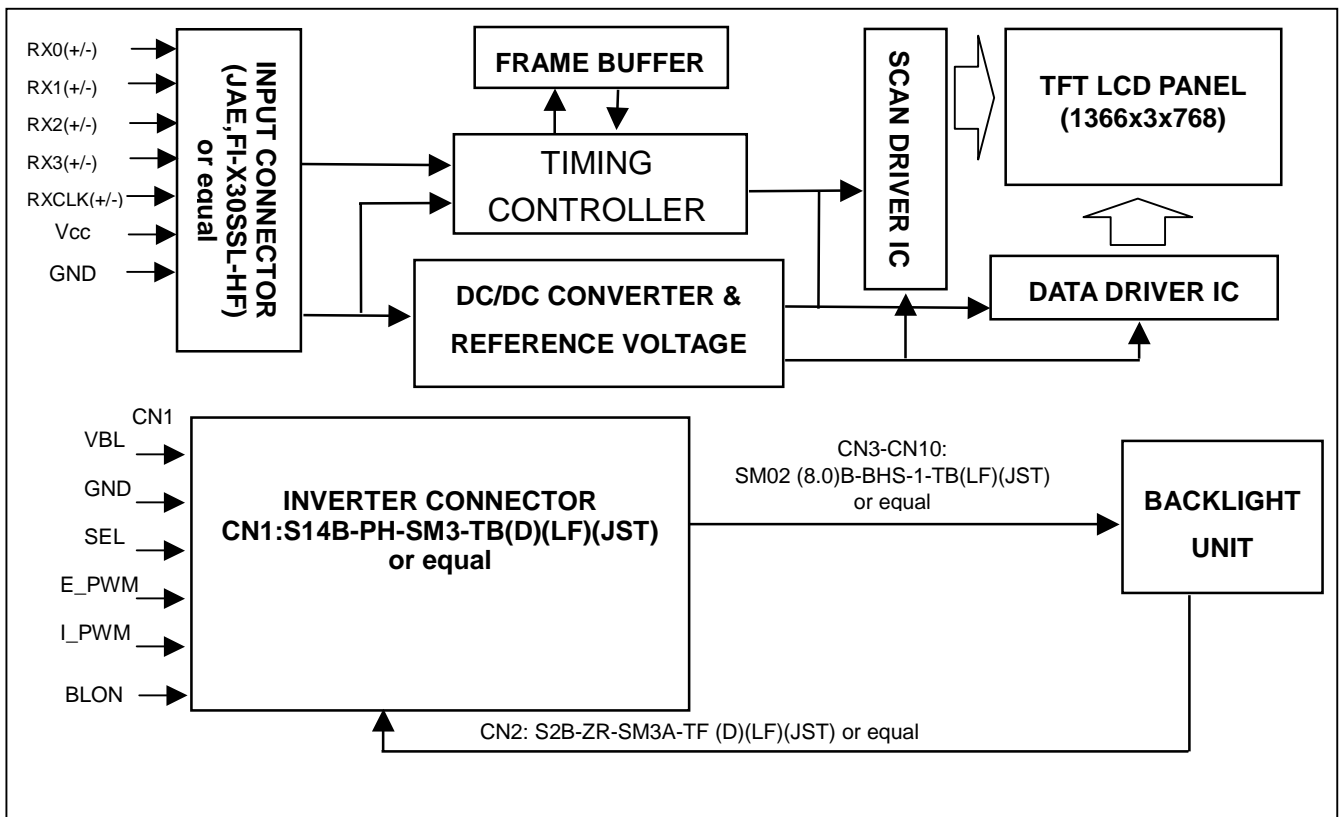 RX0(+/-)
RX1(+/-)
RX2(+/-)
RX3(+/-)
RXCLK(+/-)
Vcc
GND
INPUT CONNECTOR
(JAE,FI-X30SSL-HF)
or equal
FRAME BUFFER
TIMING
CONTROLLER
DC/DC CONVERTER &
REFERENCE VOLTAGE
SCAN DRIVER IC
TFT LCD PANEL
(1366x3x768)
DATA DRIVER IC
CN1
VBL
GND
SEL
E_PWM
I_PWM
BLON
INVERTER CONNECTOR
CN1:S14B-PH-SM3-TB(D)(LF)(JST)
or equal
CN3-CN10:
SM02 (8.0)B-BHS-1-TB(LF)(JST)
or equal
BACKLIGHT
UNIT
CN2: S2B-ZR-SM3A-TF (D)(LF)(JST) or equal